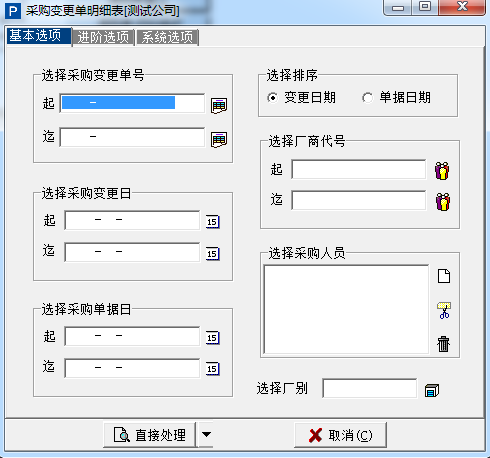 P 采购变更单明细表[测试公司]
基本选项 进阶选项 系统选项
选择采购变更单号
起 -
迄 -
选择采购变更日
起 - - 15
迄 - - 15
选择采购单据日
起 - - 15
迄 - - 15
选择排序
变更日期 单据日期
选择厂商代号
起
迄
选择采购人员
选择厂别
直接处理 取消(C)